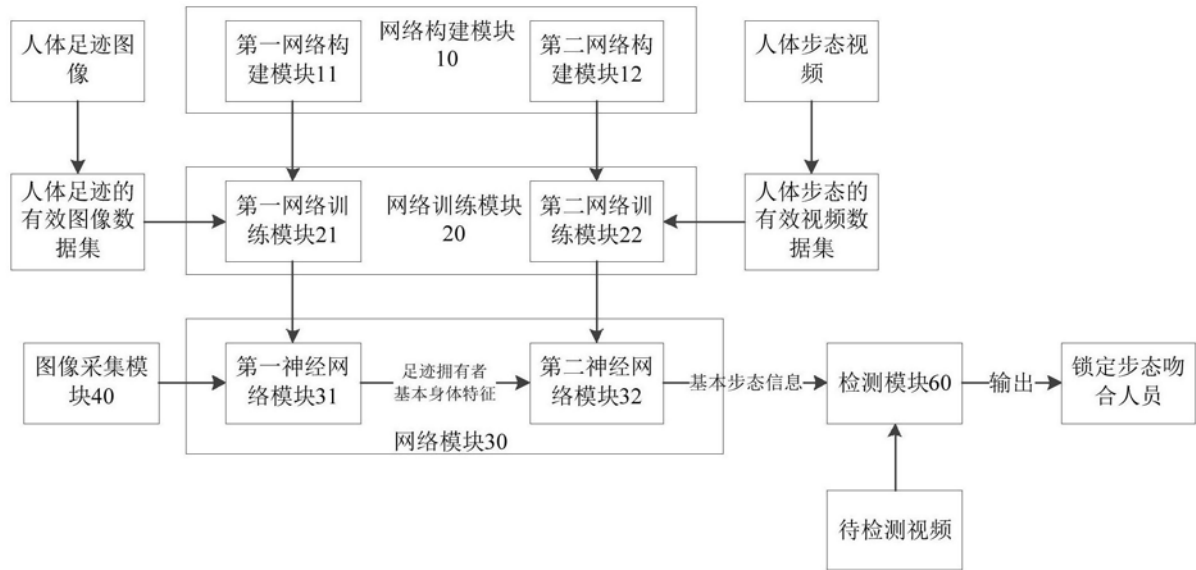 人体足迹图
像
第一网络构
建模块11
网络构建模块
10
第二网络构
建模块12
人体步态视
频
人体足迹的
有效图像数
据集
第一网络训
练模块21
网络训练模块
20
第二网络训
练模块22
人体步态的
有效视频数
据集
图像采集模
块40
第一神经网
络模块31
足迹拥有者
基本身体特征
第二神经网
络模块32
基本步态信息
检测模块60
输出
锁定步态吻
合人员
网络模块30
待检测视频